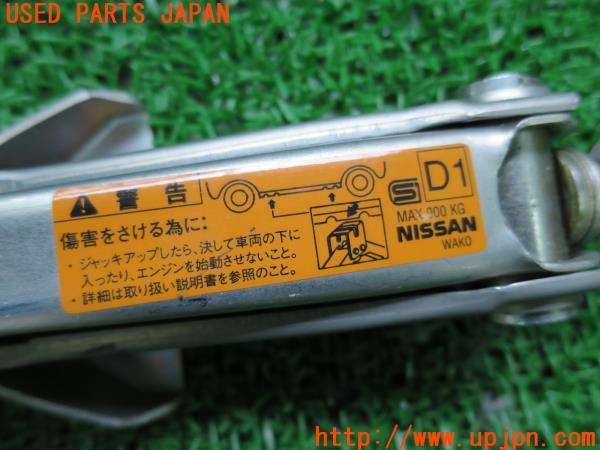 USED PARTS JAPAN
警告
傷害をさける為に:
・ジャッキアップしたら、決して車両の下に
入ったり、エンジンを始動させないこと。
・詳細は取り扱い説明書を参照のこと。
S
D1
MAX 900 KG
NISSAN
WAKO
http://www.upjpn.com